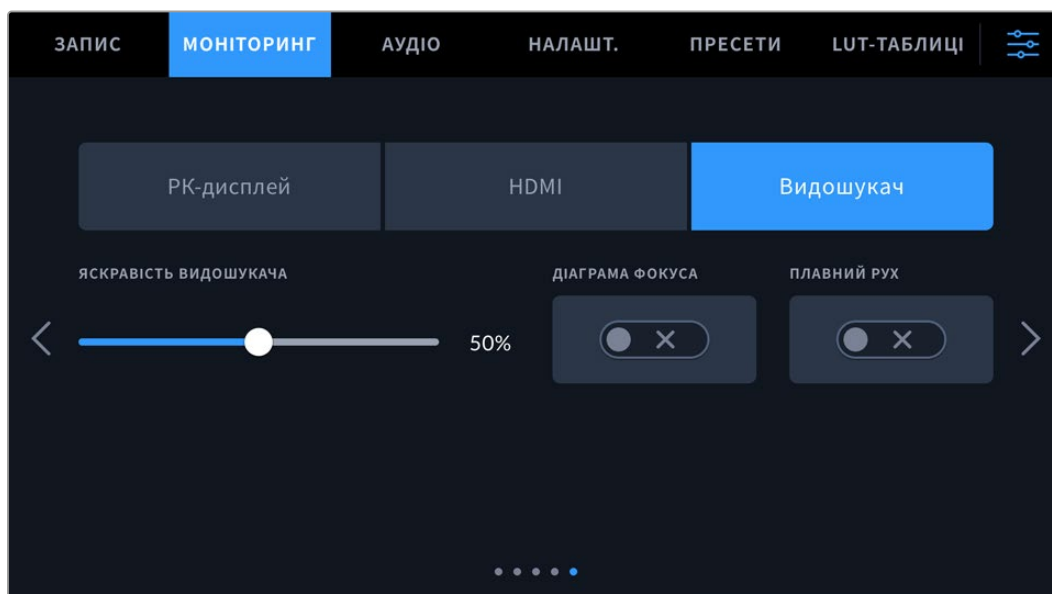 ЗАПИС МОНІТОРИНГ АУДІО НАЛАШТ. ПРЕСЕТИ LUT-ТАБЛИЦІ
РК-дисплей HDMI Видошукач
ЯСКРАВІСТЬ ВИДОШУКАЧА ДІАГРАМА ФОКУСА ПЛАВНИЙ РУХ
50%